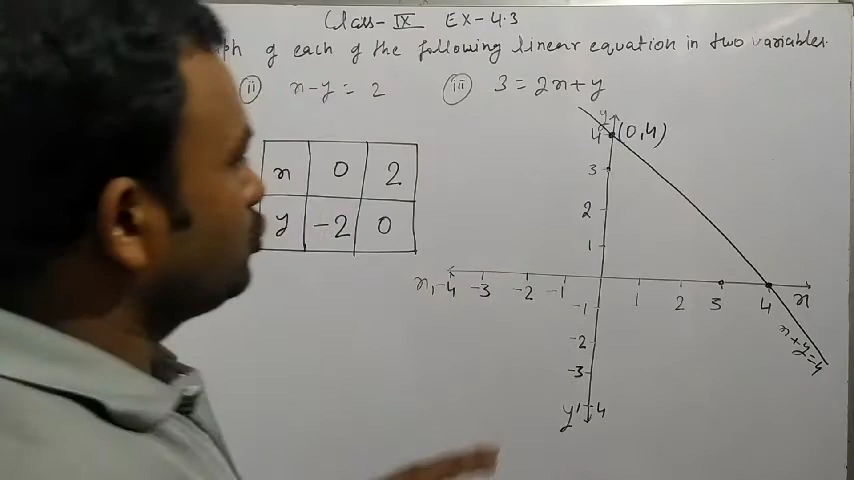 Class-IX EX-4.3
ph of each of the following linear equation in two variables.
(ii) x-y = 2 (iii) 3 = 2x+y
x 0 2
y -2 0
y
4 (0,4)
3
2
1
-4 -3 -2 -1 1 2 3 4 x
-1
-2
-3
y' -4
x+y=4